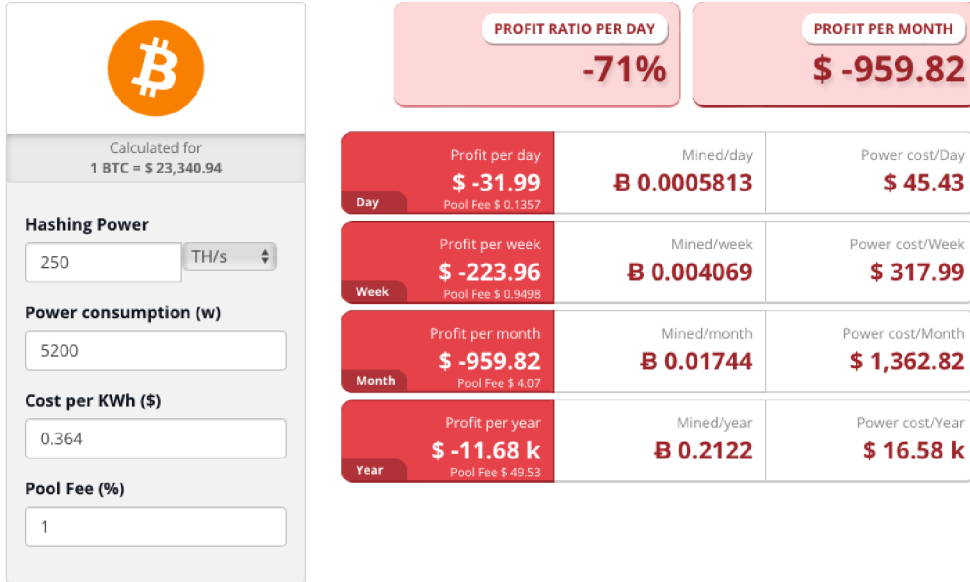 PROFIT RATIO PER DAY
-71%
PROFIT PER MONTH
$ -959.82
Calculated for
1 BTC = $ 23,340.94
Hashing Power
250
TH/s
Power consumption (w)
5200
Cost per KWh ($)
0.364
Pool Fee (%)
1
Profit per day
$ -31.99
Pool Fee $ 0.1357
Day
Mined/day
Ƀ 0.0005813
Power cost/Day
$ 45.43
Profit per week
$ -223.96
Pool Fee $ 0.9498
Week
Mined/week
Ƀ 0.004069
Power cost/Week
$ 317.99
Profit per month
$ -959.82
Pool Fee $ 4.07
Month
Mined/month
Ƀ 0.01744
Power cost/Month
$ 1,362.82
Profit per year
$ -11.68 k
Pool Fee $ 49.53
Year
Mined/year
Ƀ 0.2122
Power cost/Year
$ 16.58 k